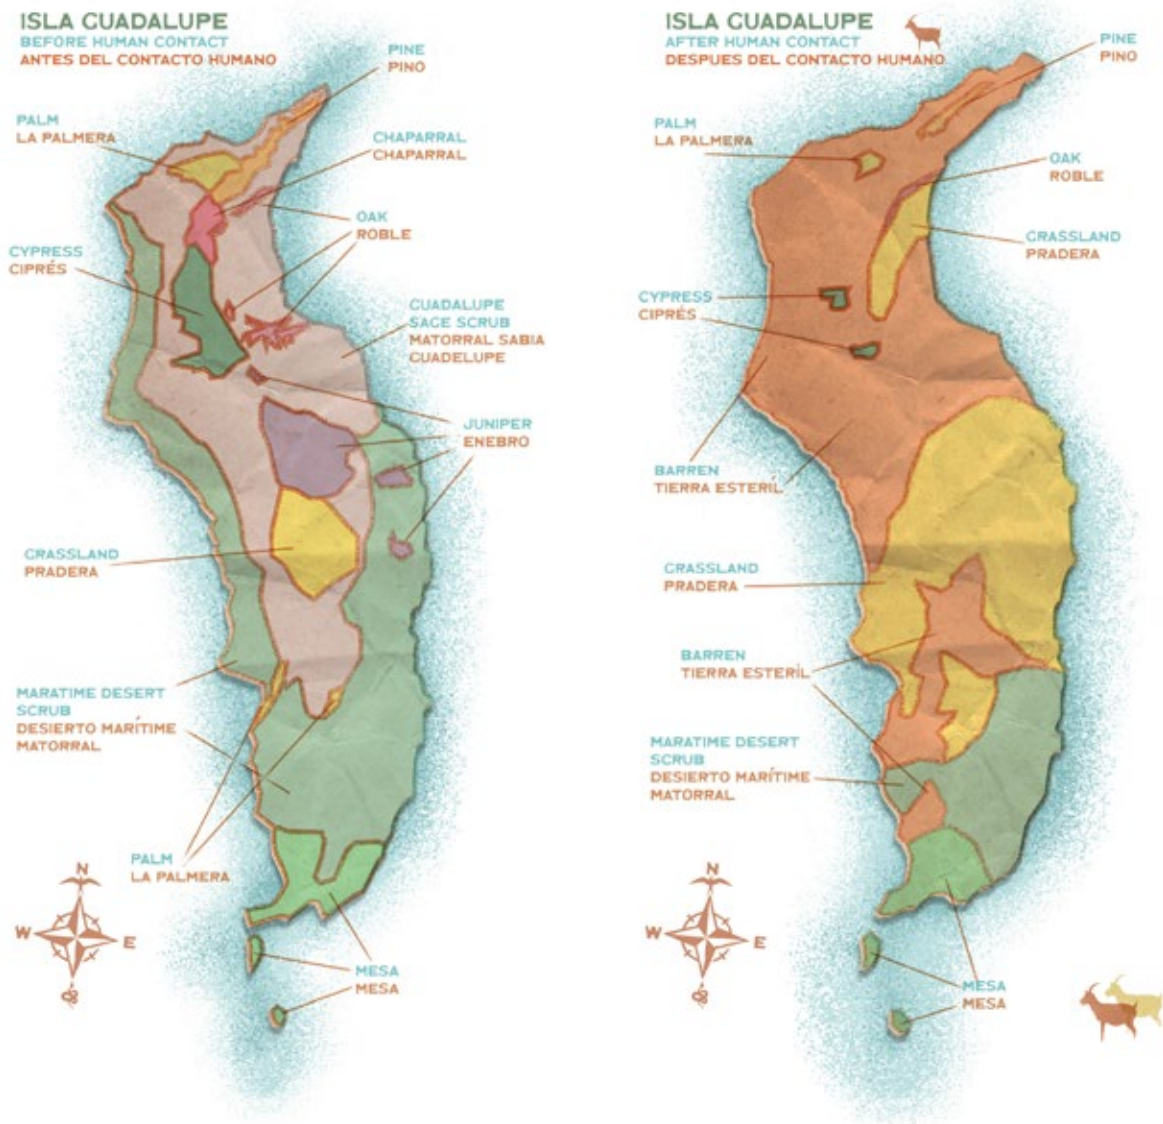 ISLA GUADALUPE
BEFORE HUMAN CONTACT
ANTES DEL CONTACTO HUMANO
PINE
PINO
PALM
LA PALMERA
CHAPARRAL
CHAPARRAL
OAK
ROBLE
CYPRESS
CIPRÉS
GUADALUPE
SAGE SCRUB
MATORRAL SABIA
GUADELUPE
JUNIPER
ENEBRO
GRASSLAND
PRADERA
MARATIME DESERT
SCRUB
DESIERTO MARÍTIME
MATORRAL
PALM
LA PALMERA
N
W
E
S
MESA
MESA
ISLA GUADALUPE
AFTER HUMAN CONTACT
DESPUES DEL CONTACTO HUMANO
PINE
PINO
PALM
LA PALMERA
OAK
ROBLE
GRASSLAND
PRADERA
CYPRESS
CIPRÉS
BARREN
TIERRA ESTERÍL
GRASSLAND
PRADERA
BARREN
TIERRA ESTERÍL
MARATIME DESERT
SCRUB
DESIERTO MARÍTIME
MATORRAL
N
W
E
S
MESA
MESA